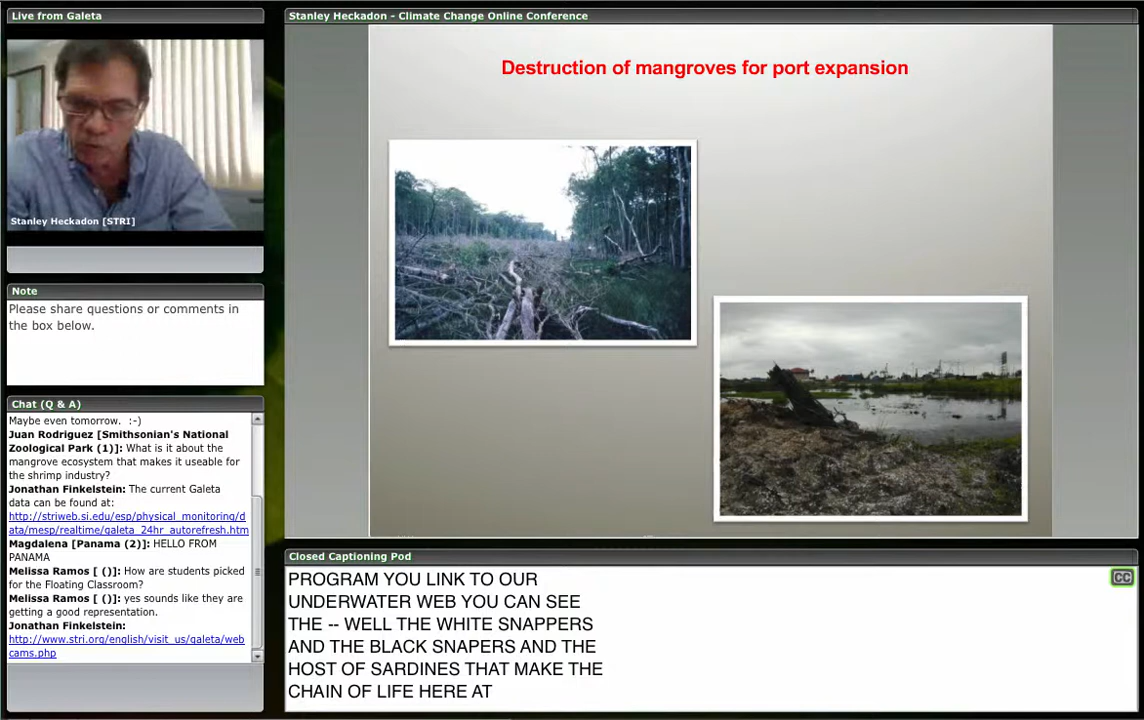 Live from Galeta
Stanley Heckadon [STRI]
Note
Please share questions or comments in
the box below.
Chat (Q & A)
Maybe even tomorrow.  :-)
Juan Rodriguez [Smithsonian's National
Zoological Park (1)]: What is it about the
mangrove ecosystem that makes it useable for
the shrimp industry?
Jonathan Finkelstein: The current Galeta
data can be found at:
http://striweb.si.edu/esp/physical_monitoring/d
ata/mesp/realtime/galeta_24hr_autorefresh.htm
Magdalena [Panama (2)]: HELLO FROM
PANAMA
Melissa Ramos [ ()]: How are students picked
for the Floating Classroom?
Melissa Ramos [ ()]: yes sounds like they are
getting a good representation.
Jonathan Finkelstein:
http://www.stri.org/english/visit_us/galeta/web
cams.php
Stanley Heckadon - Climate Change Online Conference
Destruction of mangroves for port expansion
Closed Captioning Pod
PROGRAM YOU LINK TO OUR
UNDERWATER WEB YOU CAN SEE
THE -- WELL THE WHITE SNAPPERS
AND THE BLACK SNAPERS AND THE
HOST OF SARDINES THAT MAKE THE
CHAIN OF LIFE HERE AT
CC